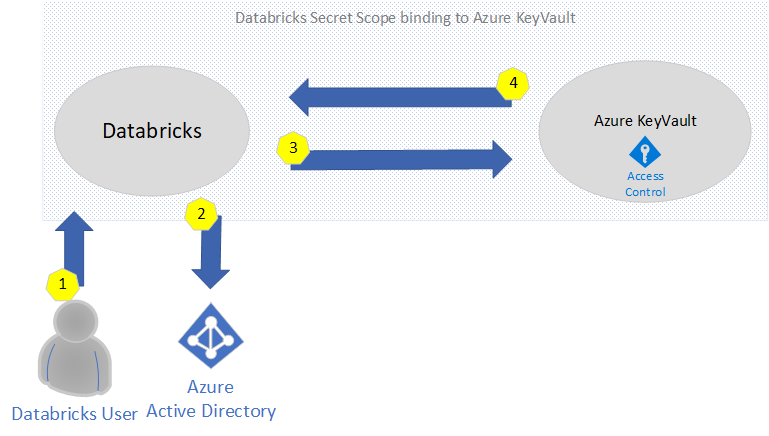 Databricks Secret Scope binding to Azure KeyVault
4
Databricks
Azure KeyVault
3
Access
Control
2
1
Azure
Databricks User Active Directory